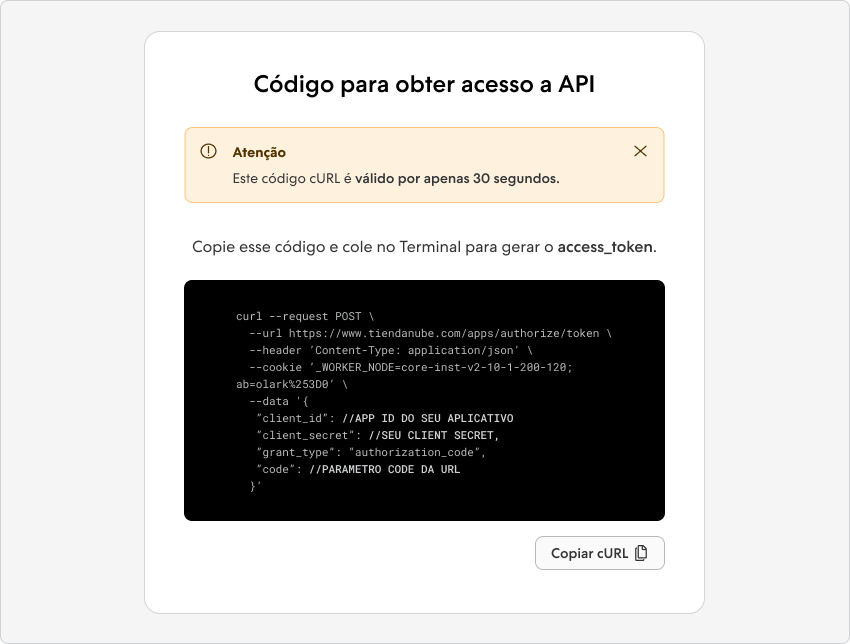 Código para obter acesso a API
Atenção
Este código cURL é válido por apenas 30 segundos.
Copie esse código e cole no Terminal para gerar o access_token.
curl --request POST \
--url https://www.tiendanube.com/apps/authorize/token \
--header ‘Content-Type: application/json’ \
--cookie ‘_WORKER_NODE=core-inst-v2-10-1-200-120;
ab=olark%253D0’ \
--data '{
“client_id”: //APP ID DO SEU APLICATIVO
“client_secret”: //SEU CLIENT SECRET,
“grant_type”: “authorization_code”,
“code”: //PARAMETRO CODE DA URL
}'
Copiar cURL